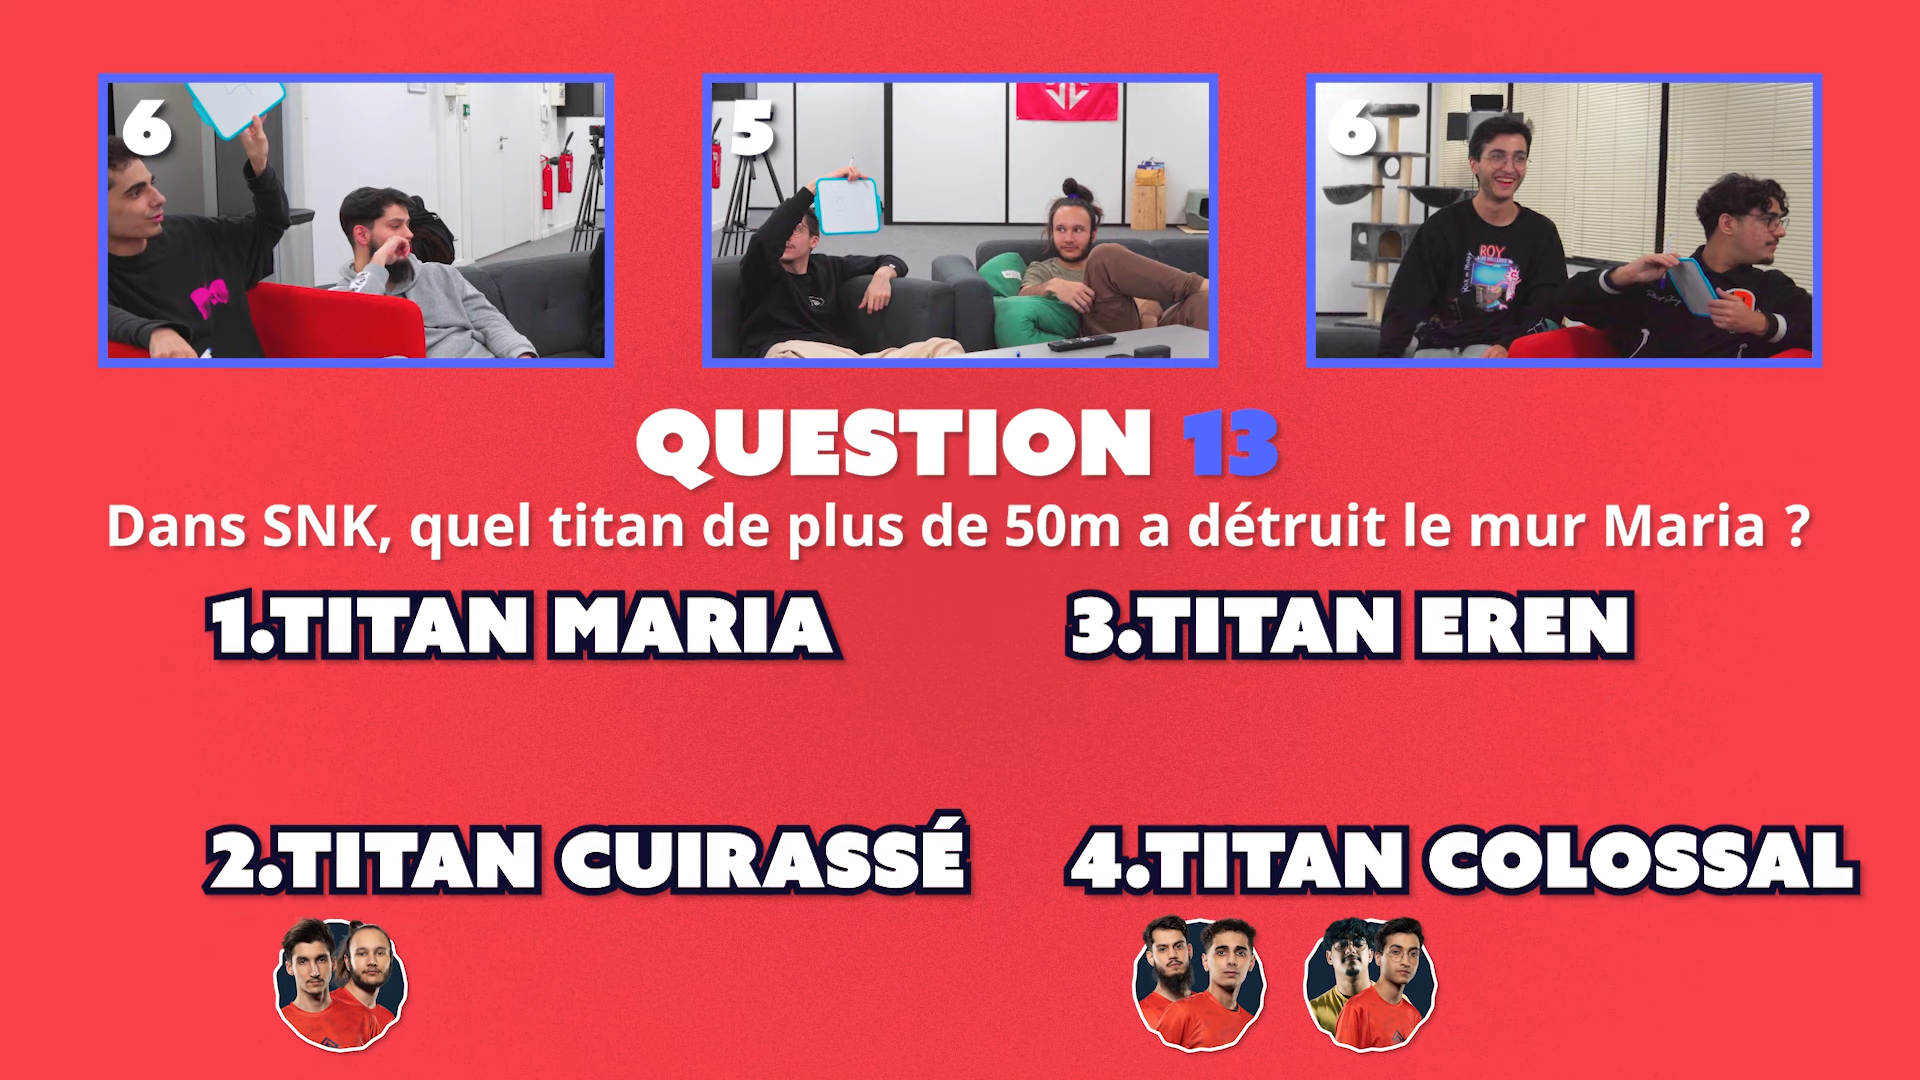 6
5
6
BOY
QUESTION 13
Dans SNK, quel titan de plus de 50m a détruit le mur Maria ?
1.TITAN MARIA
3.TITAN EREN
2.TITAN CUIRASSÉ
4.TITAN COLOSSAL